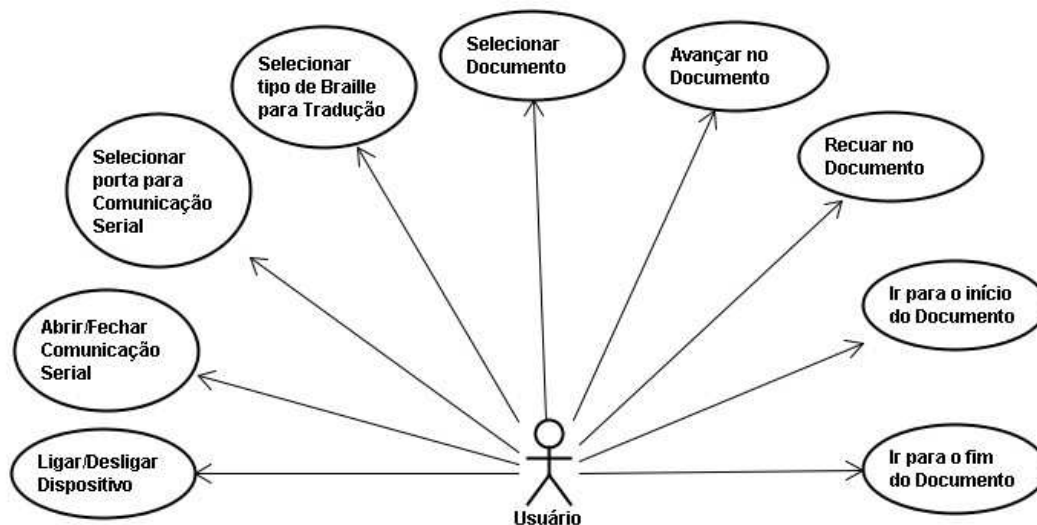 Selecionar
Documento
Avançar no
Documento
Selecionar
tipo de Braille
para Tradução
Recuar no
Documento
Selecionar
porta para
Comunicação
Serial
Ir para o início
do Documento
Abrir/Fechar
Comunicação
Serial
Ligar/Desligar
Dispositivo
Ir para o fim
do Documento
Usuário